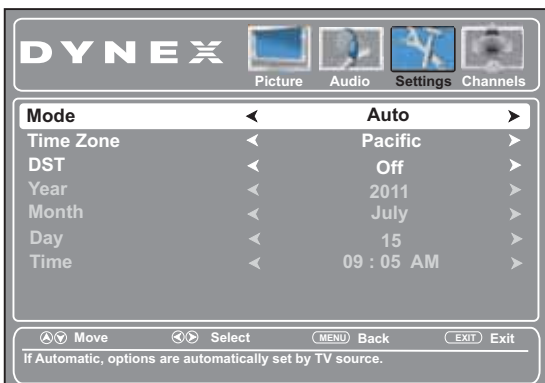 DYNEX
Picture Audio Settings Channels
Mode Auto
Time Zone Pacific
DST Off
Year 2011
Month July
Day 15
Time 09 : 05 AM
Move Select MENU Back EXIT Exit
If Automatic, options are automatically set by TV source.